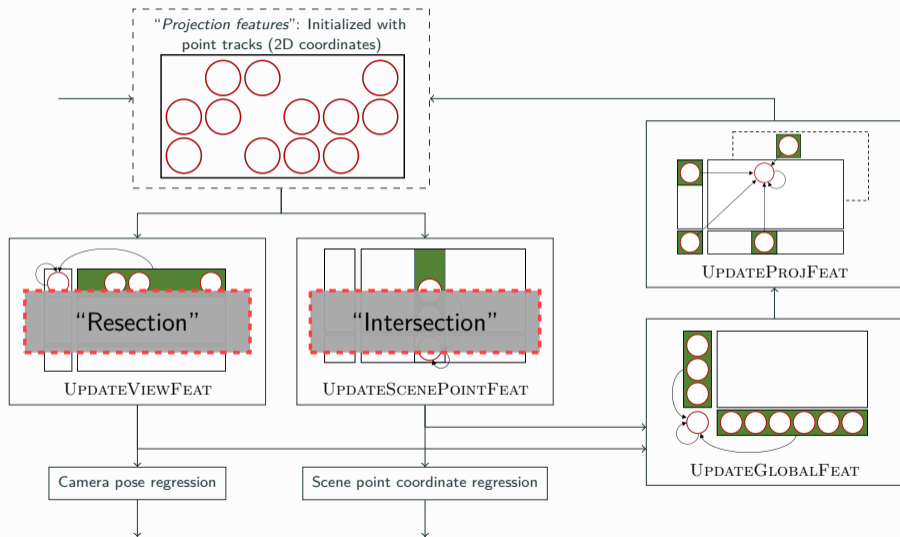 “Projection features”: Initialized with
point tracks (2D coordinates)
UPDATEPROJFEAT
“Resection”
“Intersection”
UPDATEVIEWFEAT
UPDATESCENEPOINTFEAT
UPDATEGLOBALFEAT
Camera pose regression
Scene point coordinate regression